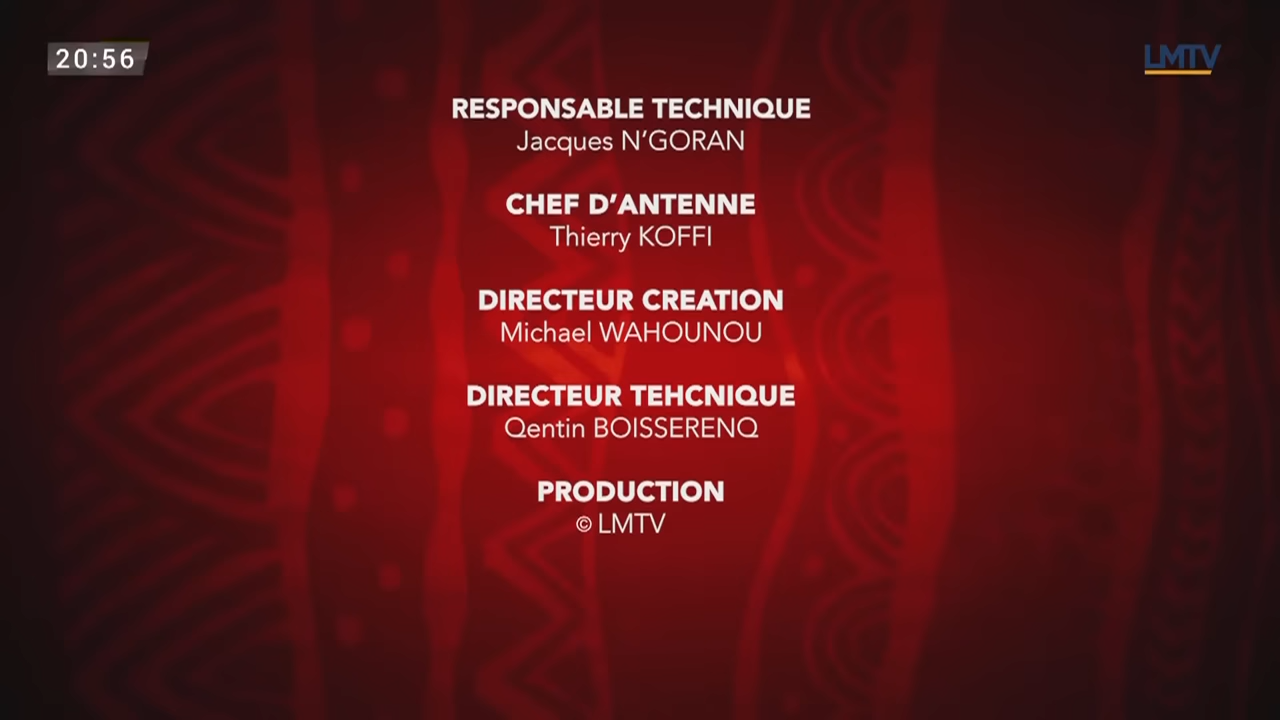 20:56
LMTV
RESPONSABLE TECHNIQUE
Jacques N'GORAN
CHEF D'ANTENNE
Thierry KOFFI
DIRECTEUR CREATION
Michael WAHOUNOU
DIRECTEUR TEHCNIQUE
Qentin BOISSERENQ
PRODUCTION
© LMTV